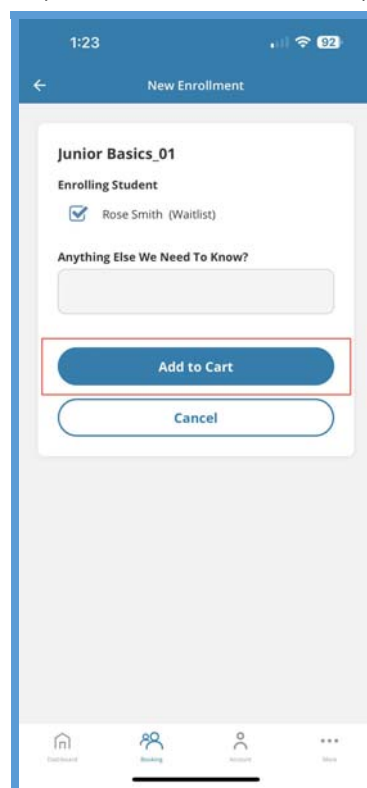 1:23
92
New Enrollment
Junior Basics_01
Enrolling Student
Rose Smith (Waitlist)
Anything Else We Need To Know?
Add to Cart
Cancel
Dashboard Booking Account More